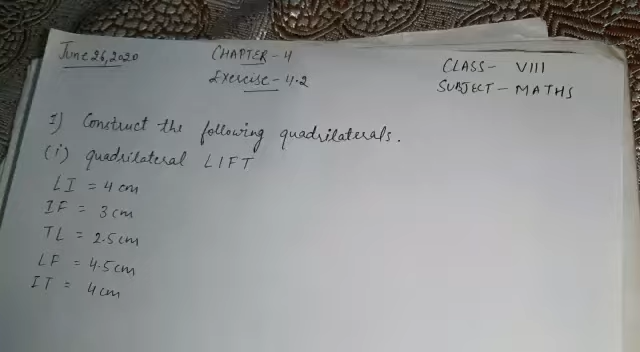 June 26, 2020
CHAPTER - 4
Exercise - 4.2
CLASS - VIII
SUBJECT - MATHS
1) Construct the following quadrilaterals.
(i) quadrilateral LIFT
LI = 4 cm
IF = 3 cm
TL = 2.5 cm
LF = 4.5 cm
IT = 4 cm